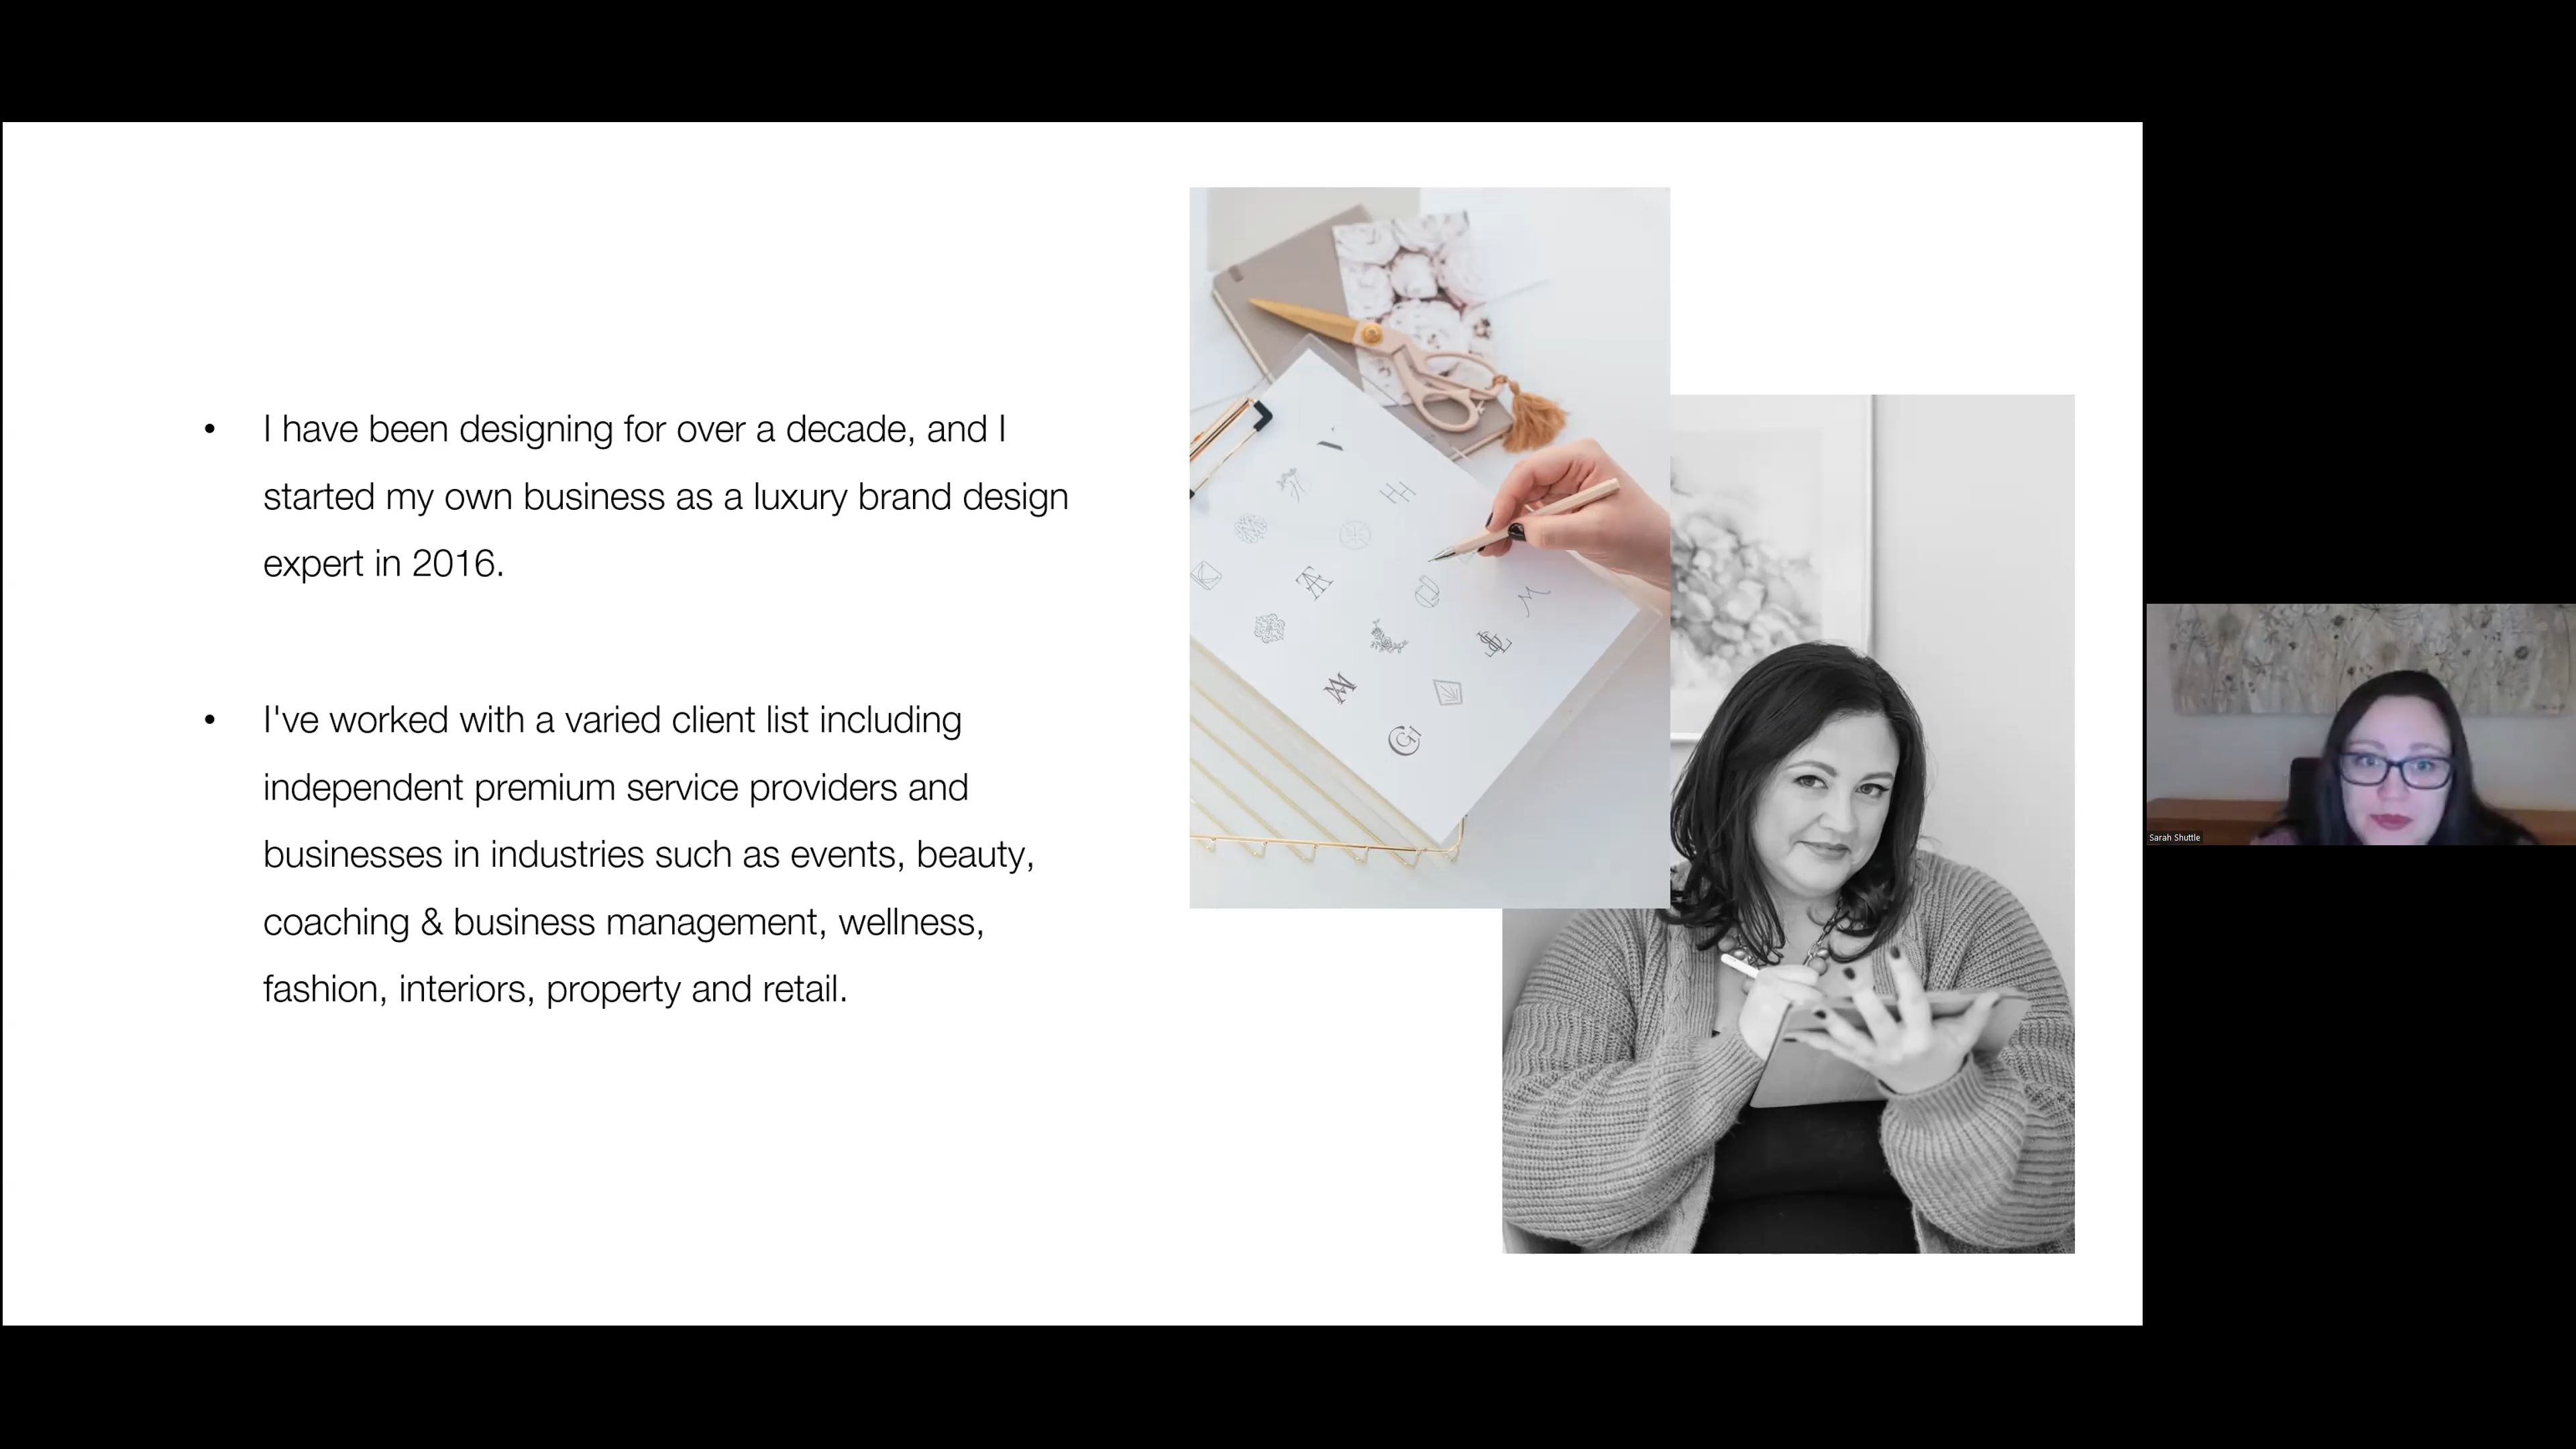 • I have been designing for over a decade, and I
started my own business as a luxury brand design
expert in 2016.
• I've worked with a varied client list including
independent premium service providers and
businesses in industries such as events, beauty,
coaching & business management, wellness,
fashion, interiors, property and retail.
Sarah Shuttle